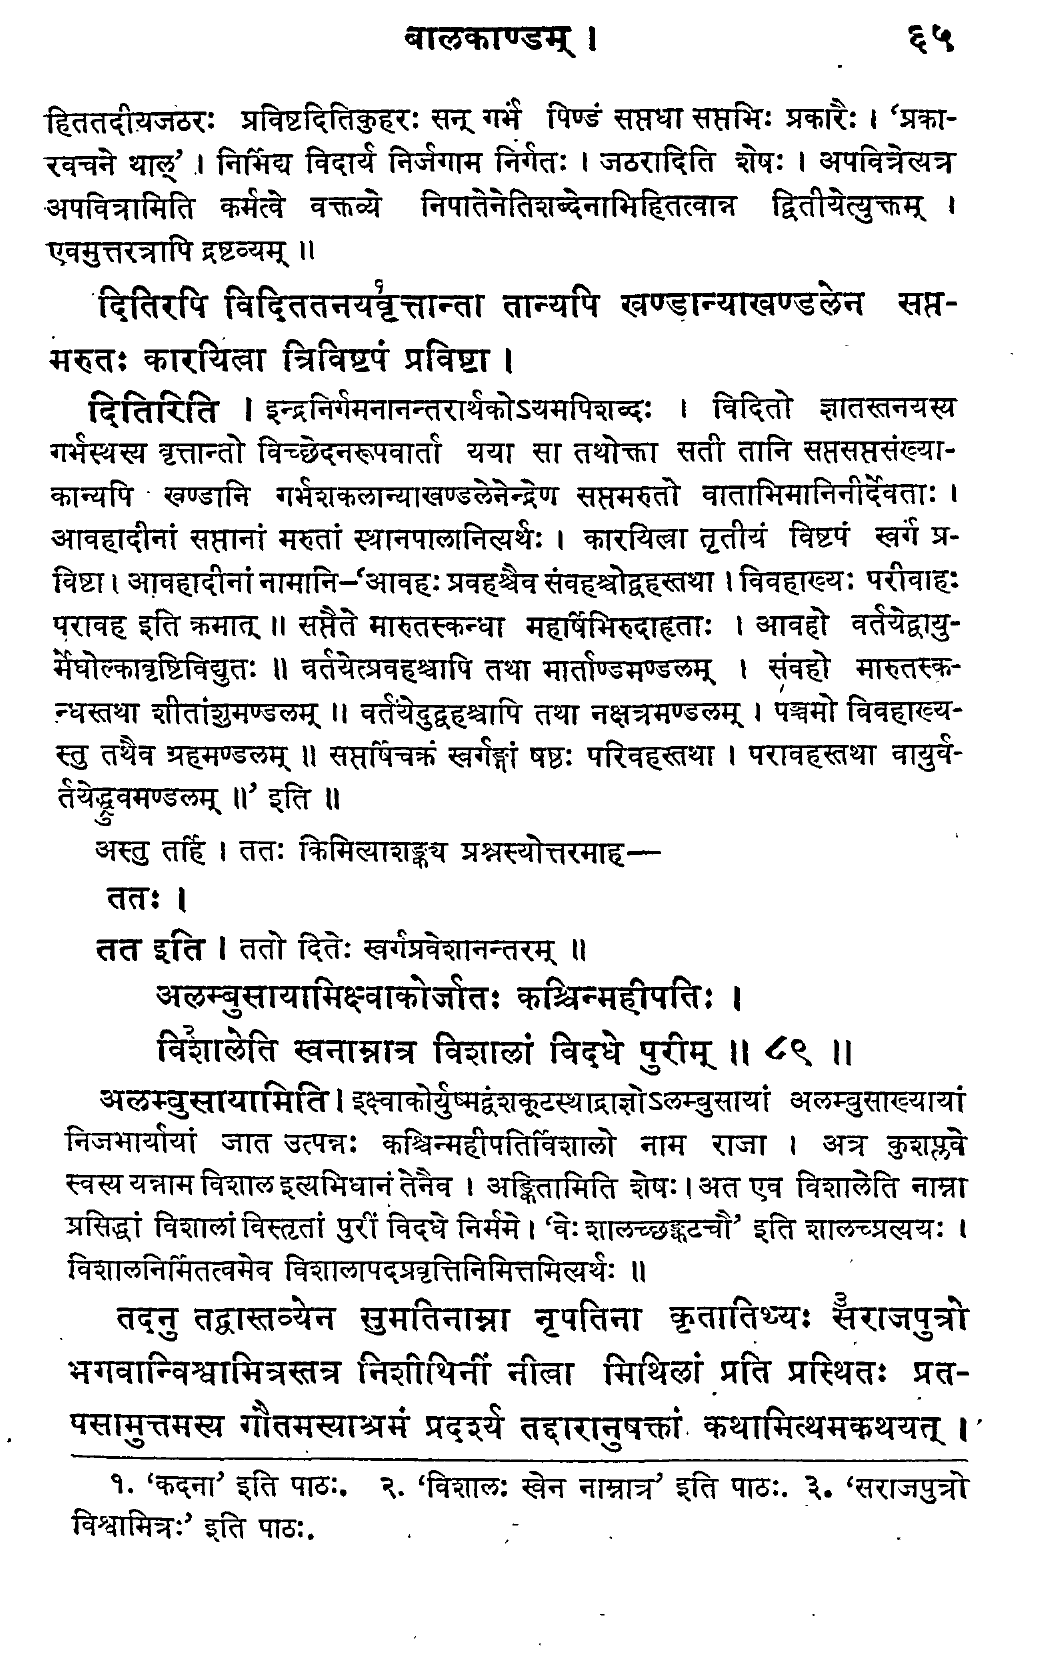 बालकाण्डम् । ६५
हिततदीयजठरः प्रविष्टदितिकुहरः सन् गर्भं पिण्डं सप्तधा सप्तभिः प्रकारैः । ‘प्रका-
रवचने थाल्’ । निर्भिद्य विदार्य निर्जगाम निर्गतः । जठरादिति शेषः । अपवित्रेत्यत्र
अपवित्रामिति कर्मत्वे वक्तव्ये निपातेनेतिशब्देनाभिहितत्वान्न द्वितीयेत्युक्तम् ।
एवमुत्तरत्रापि द्रष्टव्यम् ॥
दितिरपि विदिततनयवृत्तान्ता१ तान्यपि खण्डान्याखण्डलेन सप्त-
मरुतः कारयित्वा त्रिविष्टपं प्रविष्टा ।
दितिरिति । इन्द्रनिर्गमनानन्तरार्थकोऽयमपिशब्दः । विदितो ज्ञातस्तनयस्य
गर्भस्थस्य वृत्तान्तो विच्छेदनरूपवार्ता यया सा तथोक्ता सती तानि सप्तसप्तसंख्या-
कान्यपि खण्डानि गर्भशकलान्याखण्डलेनेन्द्रेण सप्तमरुतो वाताभिमानिनीर्देवताः ।
आवहादीनां सप्तानां मरुतां स्थानपालानित्यर्थः । कारयित्वा तृतीयं विष्टपं स्वर्गं प्र-
विष्टा । आवहादीनां नामानि—‘आवहः प्रवहश्चैव संवहश्चोद्वहस्तथा । विवहाख्यः परीवाहः
परावह इति क्रमात् ॥ सप्तैते मारुतस्कन्धा महर्षिभिरुदाहृताः । आवहो वर्तयेद्वायु-
र्मेघोल्कावृष्टिविद्युतः ॥ वर्तयेत्प्रवहश्चापि तथा मार्ताण्डमण्डलम् । संवहो मारुतस्क-
न्धस्तथा शीतांशुमण्डलम् ॥ वर्तयेदुद्वहश्चापि तथा नक्षत्रमण्डलम् । पञ्चमो विवहाख्य-
स्तु तथैव ग्रहमण्डलम् ॥ सप्तर्षिचक्रं स्वर्गङ्गां षष्ठः परिवहस्तथा । परावहस्तथा वायुर्व-
र्तयेद्ध्रुवमण्डलम् ॥’ इति ॥
अस्तु तर्हि । ततः किमित्याशङ्क्य प्रश्नस्योत्तरमाह—
ततः ।
तत इति । ततो दितेः स्वर्गप्रवेशानन्तरम् ॥
अलम्बुसायामिक्ष्वाकोर्जातः कश्चिन्महीपतिः ।
विशालेति२ स्वनाम्नात्र विशालां विदधे पुरीम् ॥ ८९ ॥
अलम्बुसायामिति । इक्ष्वाकोर्युष्मद्वंशकूटस्थाद्राज्ञोऽलम्बुसायां अलम्बुसाख्यायां
निजभार्यायां जात उत्पन्नः कश्चिन्महीपतिर्विशालो नाम राजा । अत्र कुशप्लवे
स्वस्य यन्नाम विशाल इत्यभिधानं तेनैव । अङ्कितामिति शेषः । अत एव विशालेति नाम्ना
प्रसिद्धां विशालां विस्तृतां पुरीं विदधे निर्ममे । ‘वेः शालच्छङ्कटचौ’ इति शालच्प्रत्ययः ।
विशालनिर्मितत्वमेव विशालापदप्रवृत्तिनिमित्तमित्यर्थः ॥
तदनु तद्वास्तव्येन सुमतिनाम्ना नृपतिना कृतातिथ्यः सराजपुत्रो३
भगवान्विश्वामित्रस्तत्र निशीथिनीं नीत्वा मिथिलां प्रति प्रस्थितः प्रत-
पसामुत्तमस्य गौतमस्याश्रमं प्रदर्श्य तद्दारानुषक्तां कथामित्थमकथयत् ।
१. ‘कदना’ इति पाठः. २. ‘विशालः स्वेन नाम्नात्र’ इति पाठः. ३. ‘सराजपुत्रो
विश्वामित्रः’ इति पाठः.